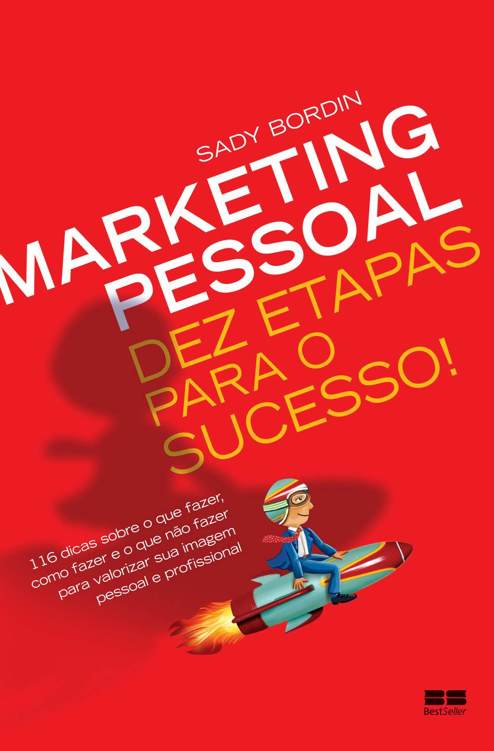 SADY BORDIN
MARKETING
PESSOAL
DEZ ETAPAS
PARA O
SUCESSO!
116 dicas sobre o que fazer,
como fazer e o que não fazer
para valorizar sua imagem
pessoal e profissional
BS
BestSeller